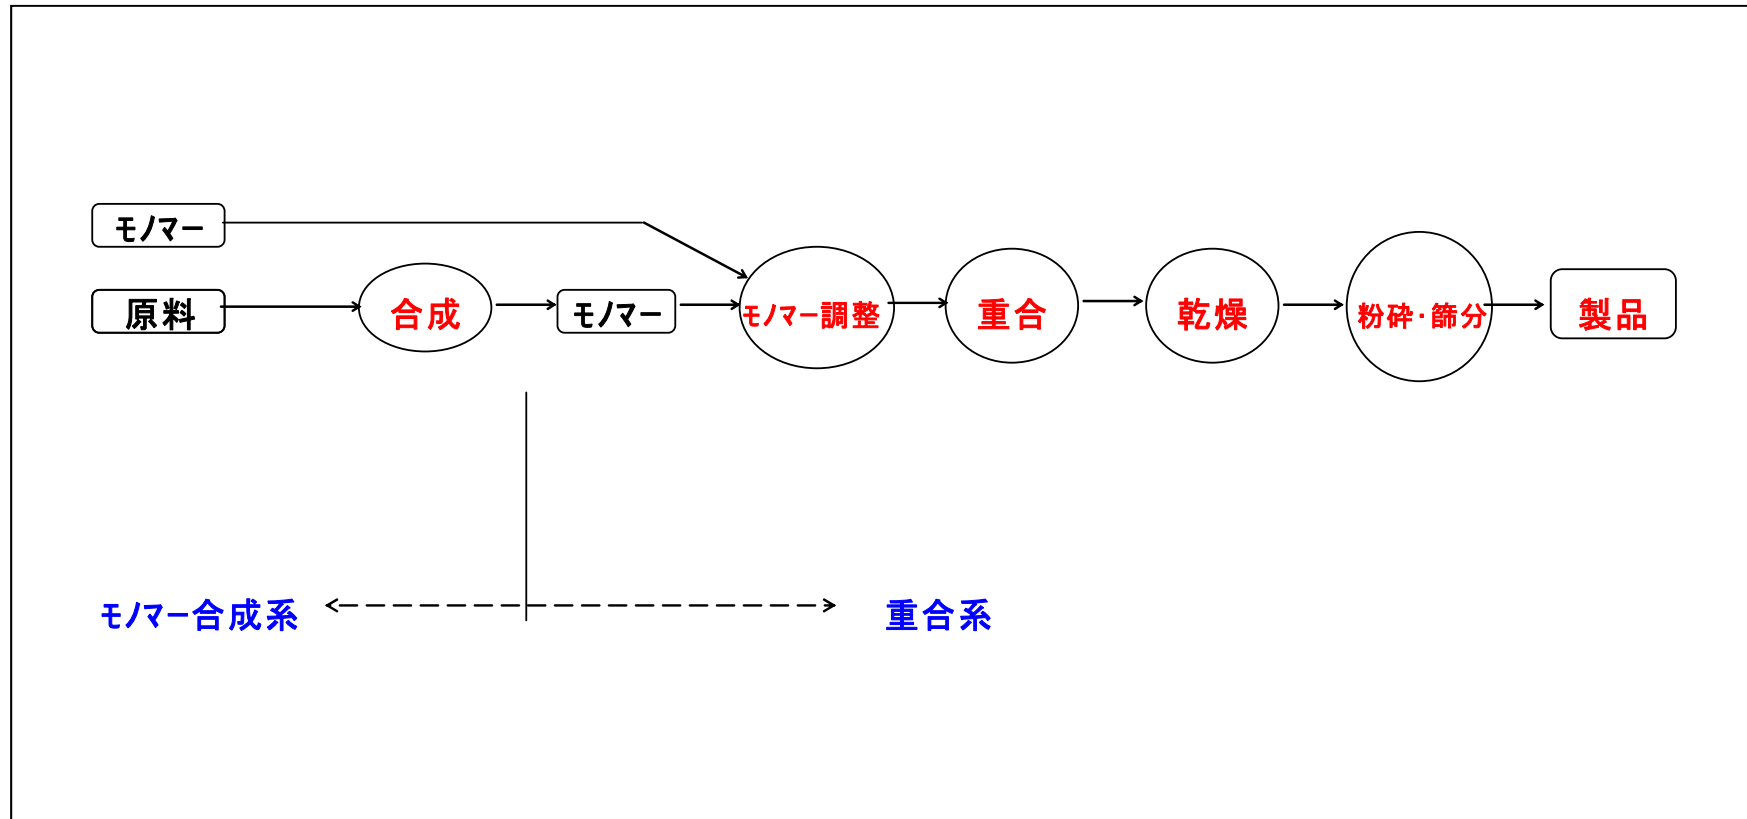 ﾓﾉﾏｰ
原料
合成
ﾓﾉﾏｰ
ﾓﾉﾏｰ調整
重合
乾燥
粉砕・篩分
製品
ﾓﾉﾏｰ合成系
重合系